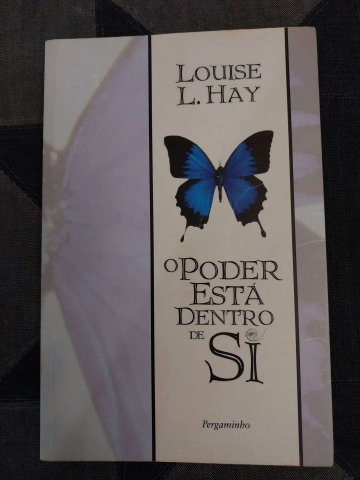 LOUISE
L. HAY
O PODER
ESTÁ
DENTRO
DE SI
Pergaminho